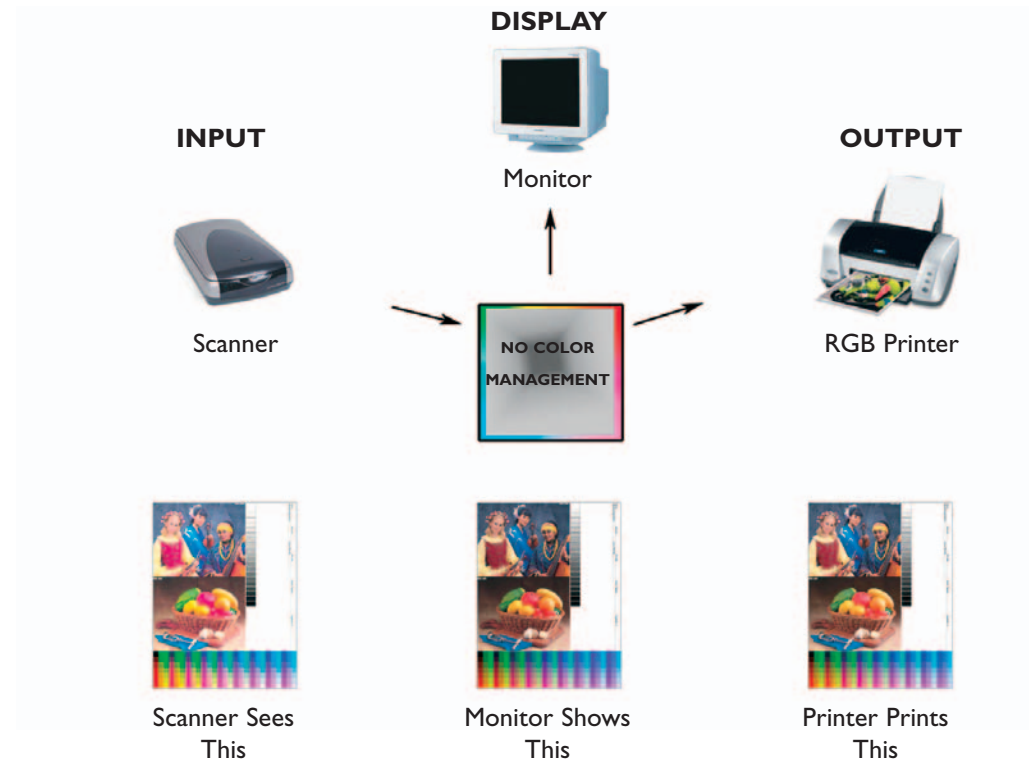 DISPLAY
INPUT
OUTPUT
Monitor
Scanner
RGB Printer
NO COLOR
MANAGEMENT
Scanner Sees
This
Monitor Shows
This
Printer Prints
This